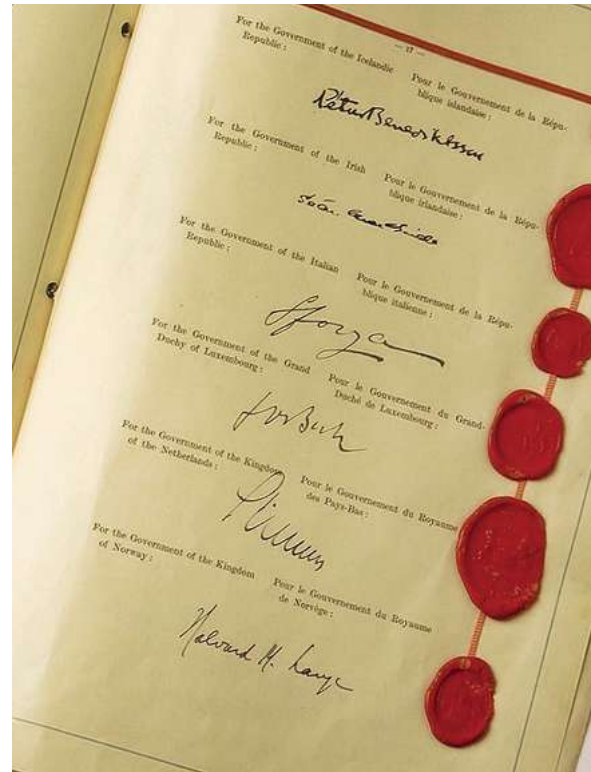 — 17 —
For the Government of the Icelandic
Republic :
Pour le Gouvernement de la Répu-
blique islandaise :
Pétur Benediktsson
For the Government of the Irish
Republic :
Pour le Gouvernement de la Répu-
blique irlandaise :
Seán
For the Government of the Italian
Republic :
Pour le Gouvernement de la Répu-
blique italienne :
Sforza
For the Government of the Grand
Duchy of Luxembourg :
Pour le Gouvernement du Grand-
Duché de Luxembourg :
For the Government of the Kingdom
of the Netherlands :
Pour le Gouvernement du Royaume
des Pays-Bas :
For the Government of the Kingdom
of Norway :
Pour le Gouvernement du Royaume
de Norvège :
Halvard M. Lange